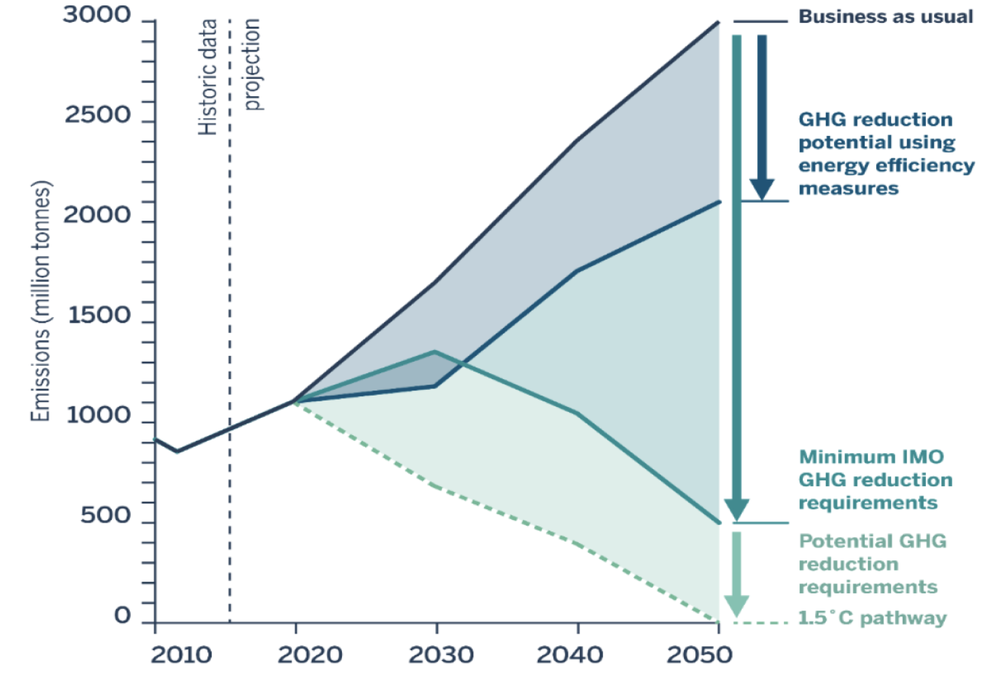 3000
2500
2000
1500
1000
500
0
Emissions (million tonnes)
Historic data
projection
2010
2020
2030
2040
2050
Business as usual
GHG reduction
potential using
energy efficiency
measures
Minimum IMO
GHG reduction
requirements
Potential GHG
reduction
requirements
1.5°C pathway